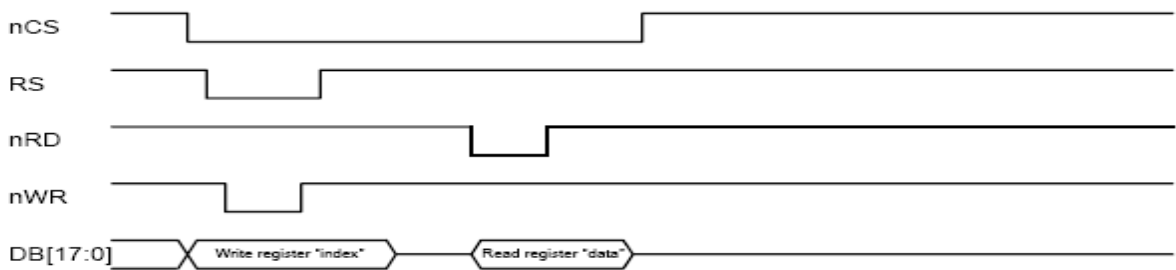 nCS
RS
nRD
nWR
DB[17:0] Write register "index" Read register "data"